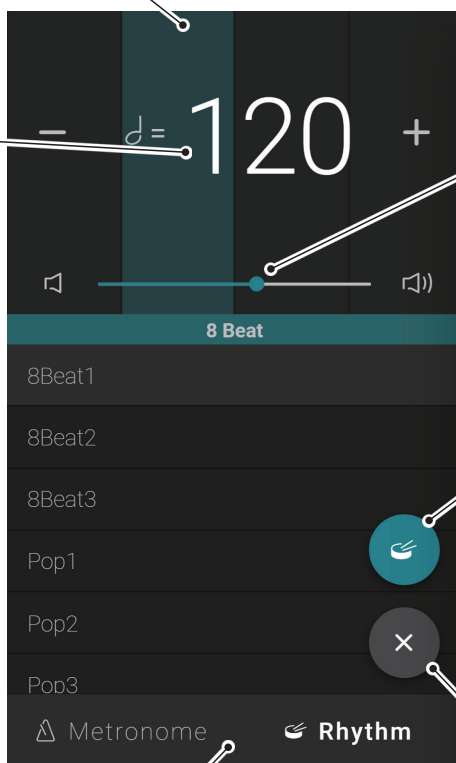 — 𝅗𝅥 = 120 +
8 Beat
8Beat1
8Beat2
8Beat3
Pop1
Pop2
Pop3
Metronome Rhythm